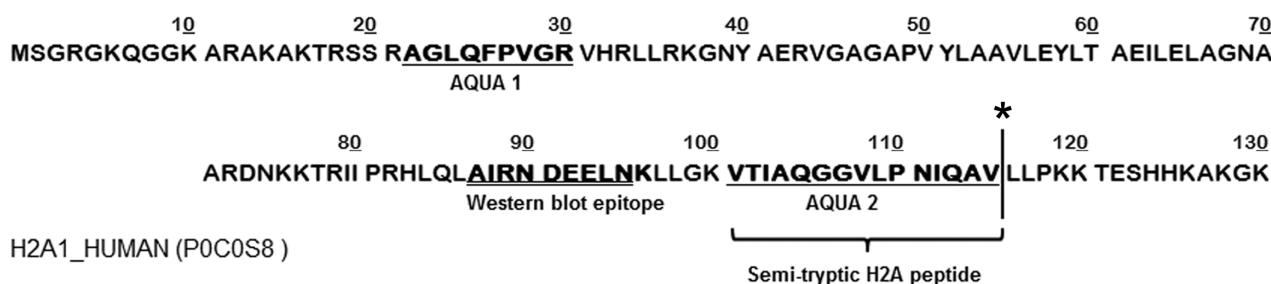 10 20 30 40 50 60 70
MSGRGKQGGK ARAKAKTRSS RAGLQFPVGR VHRLLRKGNY AERVGAGAPV YLAAVLEYLT AEILELAGNA
AQUA 1
*
80 90 100 110 120 130
ARDNKKTRII PRHLQLAIRN DEELNKLLGK VTIAQGGVLP NIQAVLLPKK TESHHKAKGK
Western blot epitope AQUA 2
H2A1_HUMAN (P0C0S8 )
Semi-tryptic H2A peptide